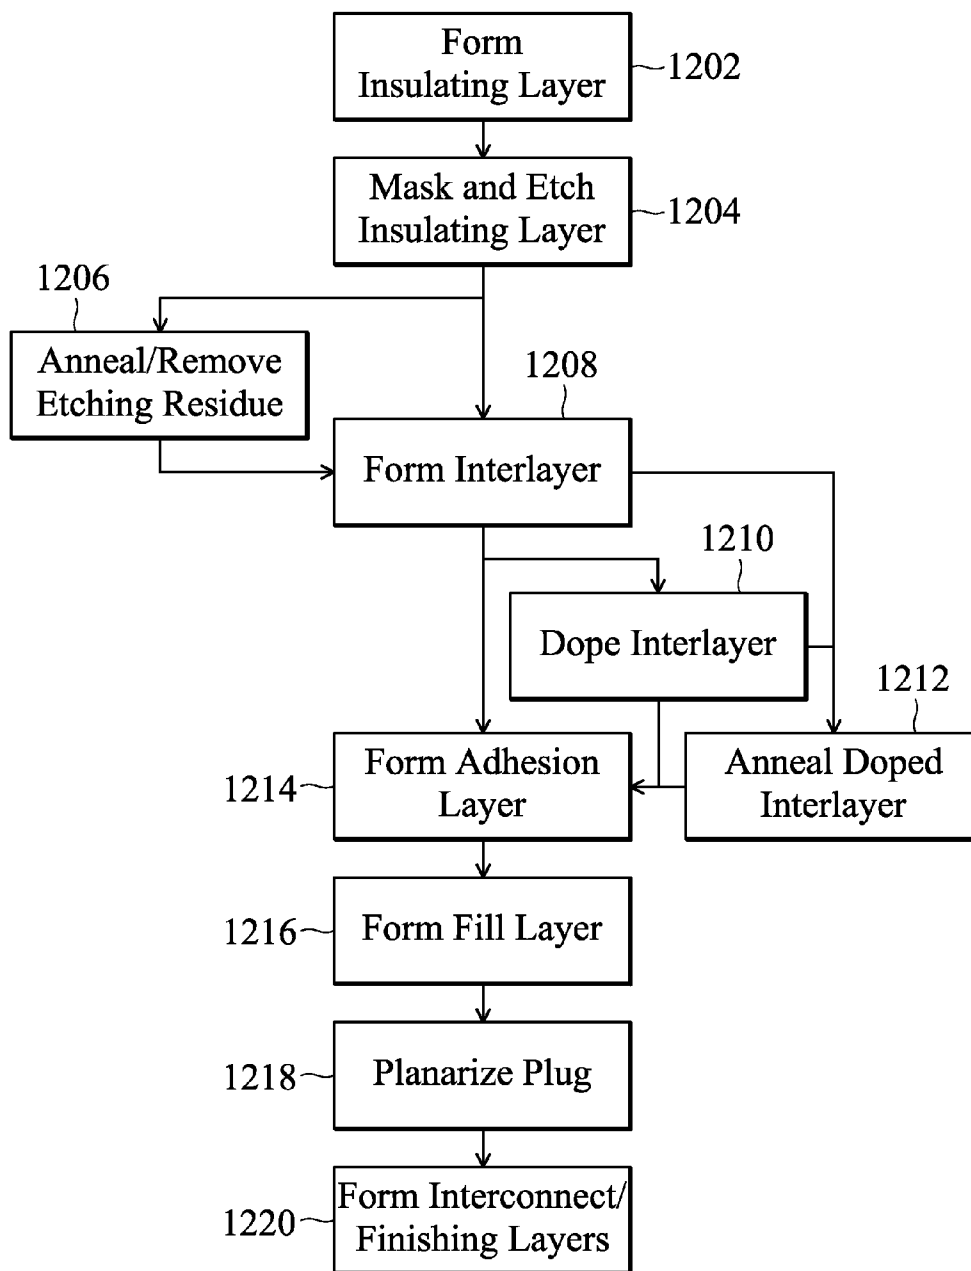 Form
Insulating Layer
1202
Mask and Etch
Insulating Layer
1204
1206
Anneal/Remove
Etching Residue
1208
Form Interlayer
1210
Dope Interlayer
1212
Anneal Doped
Interlayer
1214
Form Adhesion
Layer
1216
Form Fill Layer
1218
Planarize Plug
1220
Form Interconnect/
Finishing Layers